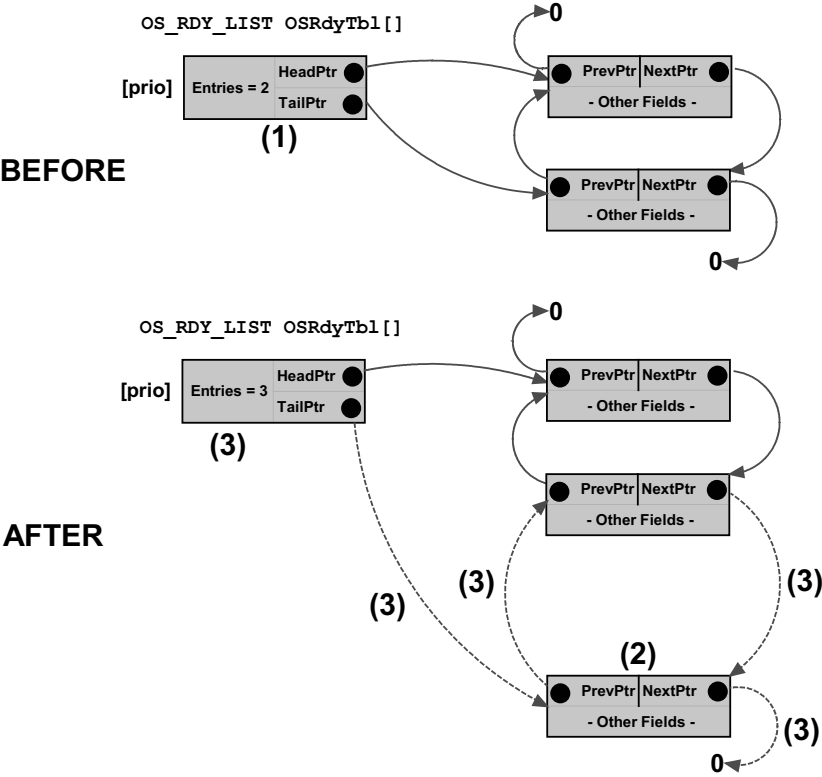 OS_RDY_LIST OSRdyTbl[]
0
[prio]
Entries = 2
HeadPtr
TailPtr
(1)
PrevPtr NextPtr
- Other Fields -
BEFORE
PrevPtr NextPtr
- Other Fields -
0
OS_RDY_LIST OSRdyTbl[]
0
[prio]
Entries = 3
HeadPtr
TailPtr
(3)
PrevPtr NextPtr
- Other Fields -
PrevPtr NextPtr
- Other Fields -
AFTER
(3)
(3)
(3)
(2)
PrevPtr NextPtr
- Other Fields -
(3)
0